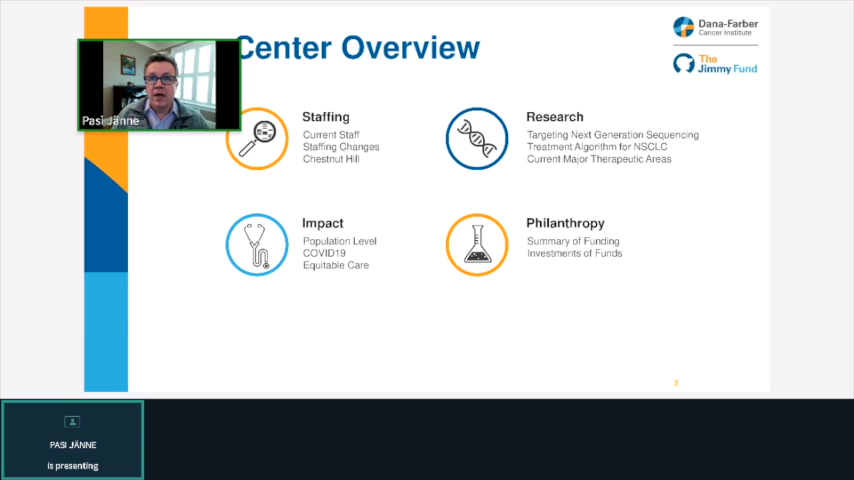 Dana-Farber
Cancer Institute
The
Jimmy Fund
Center Overview
Pasi Jänne
Staffing
Current Staff
Staffing Changes
Chestnut Hill
Research
Targeting Next Generation Sequencing
Treatment Algorithm for NSCLC
Current Major Therapeutic Areas
Impact
Population Level
COVID19
Equitable Care
Philanthropy
Summary of Funding
Investments of Funds
2
PASI JÄNNE
is presenting